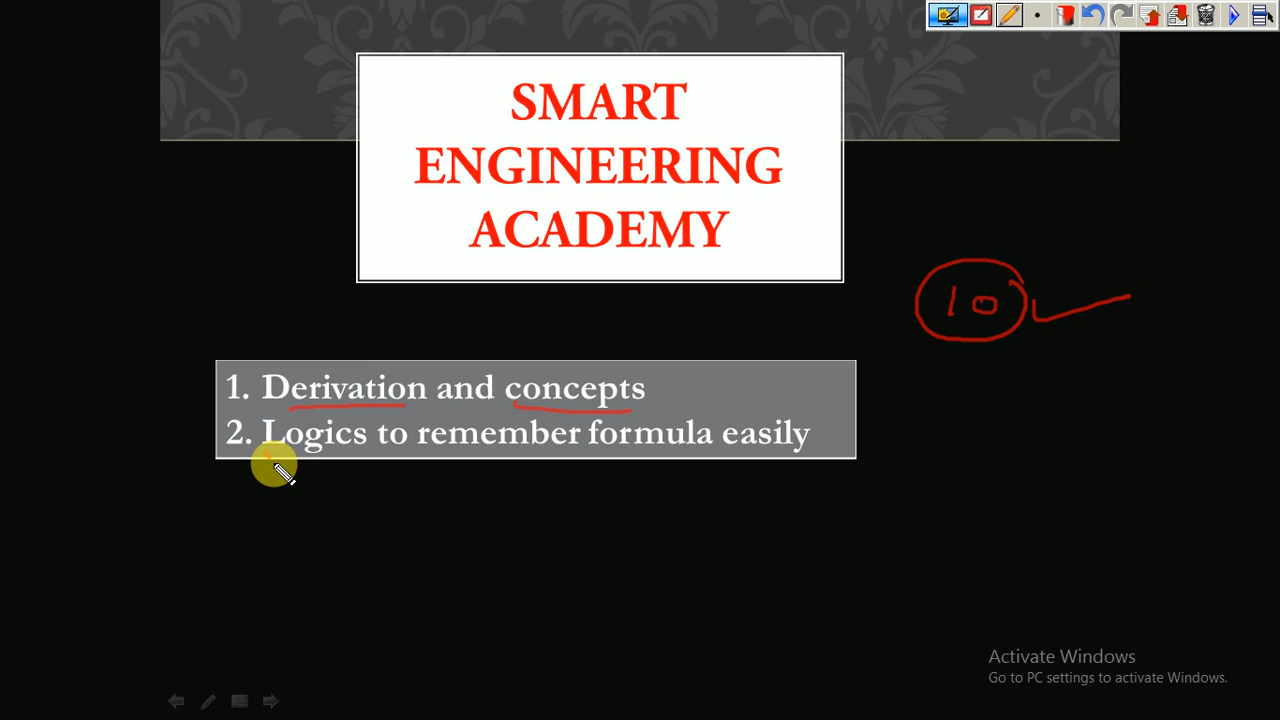 SMART
ENGINEERING
ACADEMY
10
1. Derivation and concepts
2. Logics to remember formula easily
Activate Windows
Go to PC settings to activate Windows.